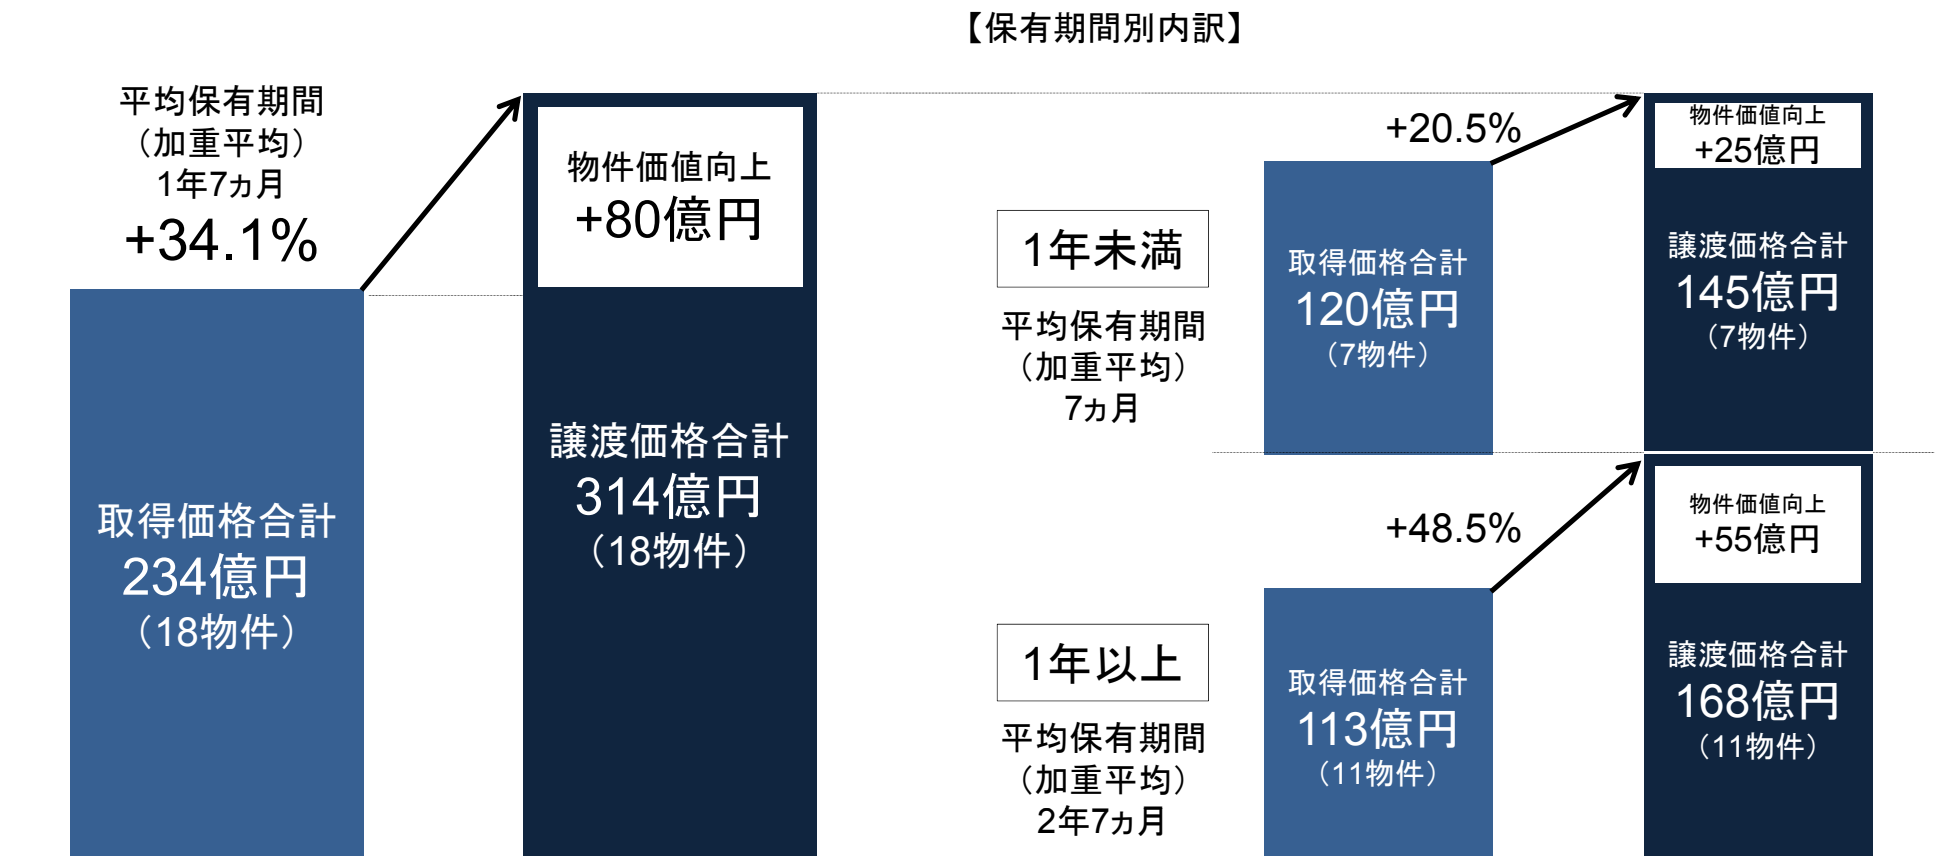 【保有期間別内訳】
平均保有期間
（加重平均）
1年7ヵ月
+34.1%
取得価格合計
234億円
（18物件）
物件価値向上
+80億円
譲渡価格合計
314億円
（18物件）
1年未満
平均保有期間
（加重平均）
7ヵ月
+20.5%
取得価格合計
120億円
（7物件）
物件価値向上
+25億円
譲渡価格合計
145億円
（7物件）
1年以上
平均保有期間
（加重平均）
2年7ヵ月
+48.5%
取得価格合計
113億円
（11物件）
物件価値向上
+55億円
譲渡価格合計
168億円
（11物件）